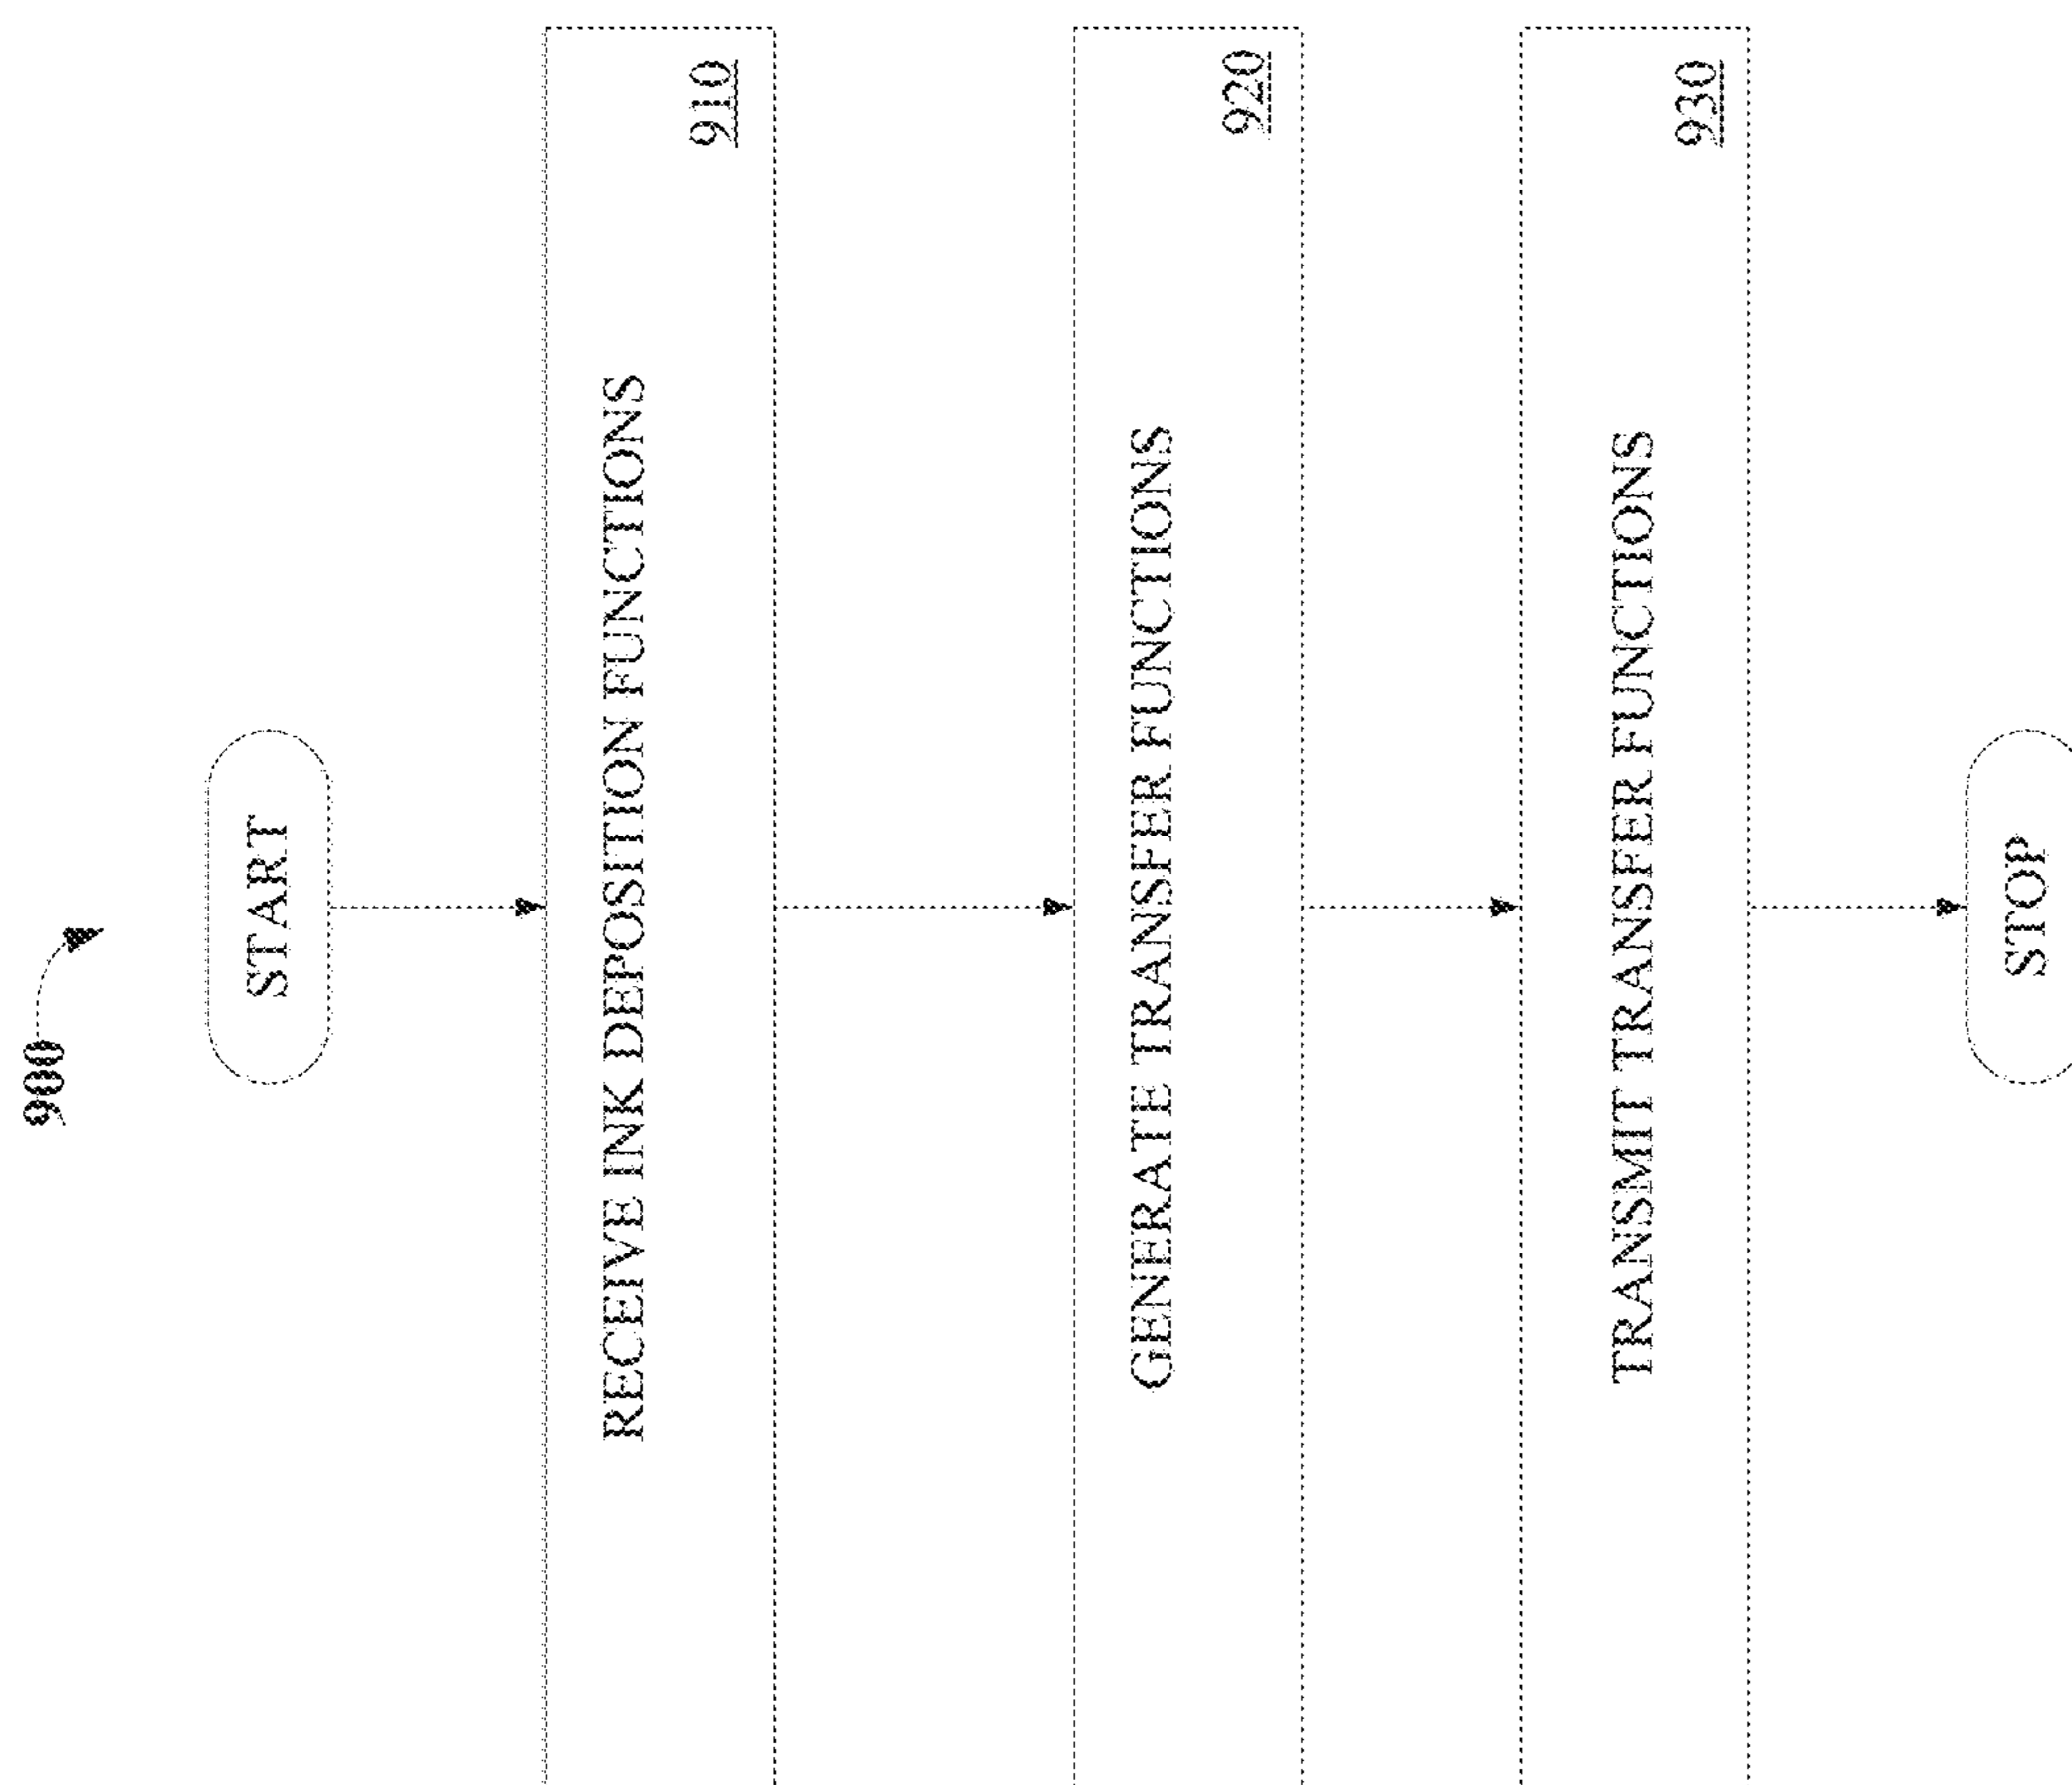 900
START
RECEIVE INK DEPOSITION FUNCTIONS
910
GENERATE TRANSFER FUNCTIONS
920
TRANSMIT TRANSFER FUNCTIONS
930
STOP